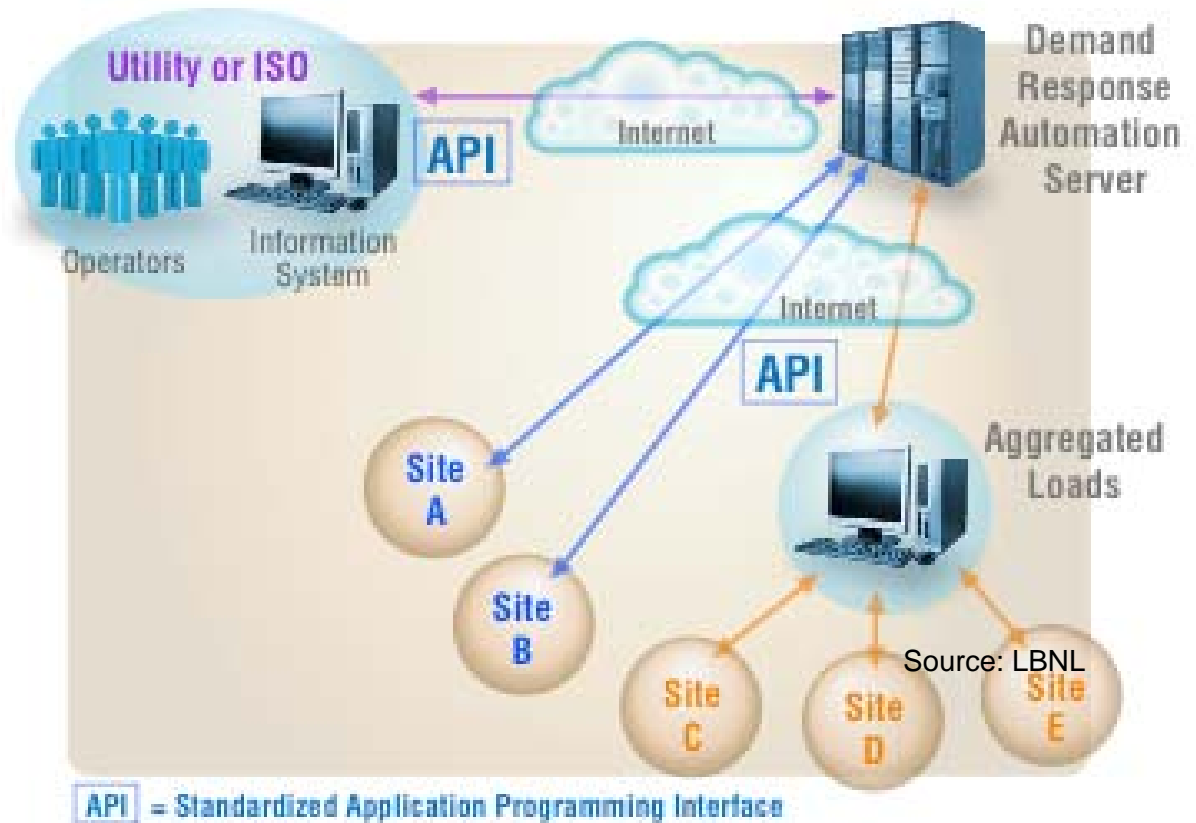 Utility or ISO
Operators
Information
System
API
Internet
Demand
Response
Automation
Server
Internet
API
Aggregated
Loads
Site
A
Site
B
Site
C
Site
D
Source: LBNL
Site
E
API = Standardized Application Programming Interface